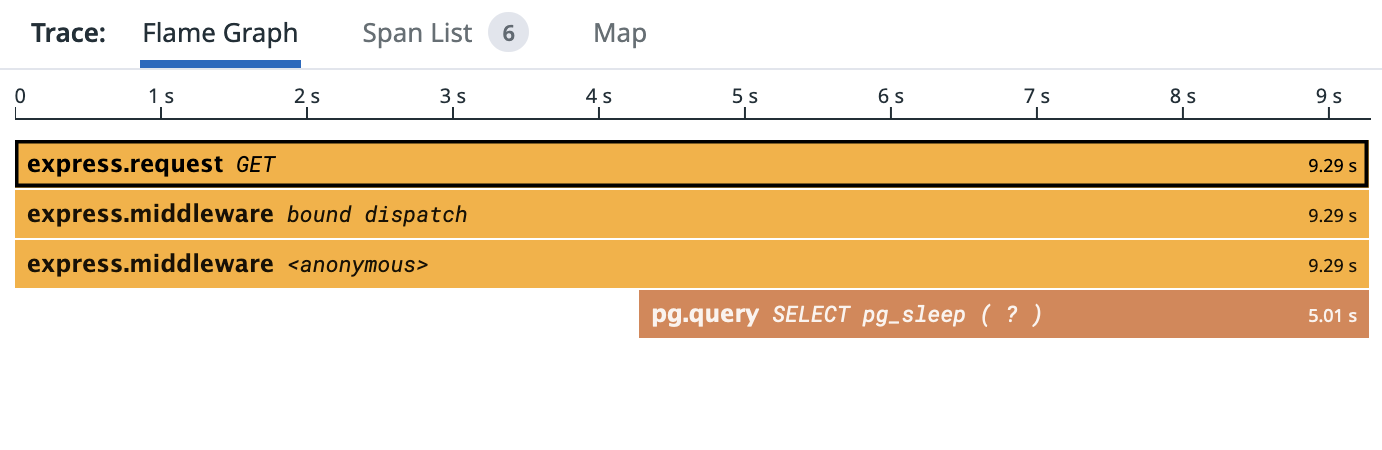 Trace: Flame Graph Span List 6 Map
0 1 s 2 s 3 s 4 s 5 s 6 s 7 s 8 s 9 s
express.request GET 9.29 s
express.middleware bound dispatch 9.29 s
express.middleware <anonymous> 9.29 s
pg.query SELECT pg_sleep ( ? ) 5.01 s